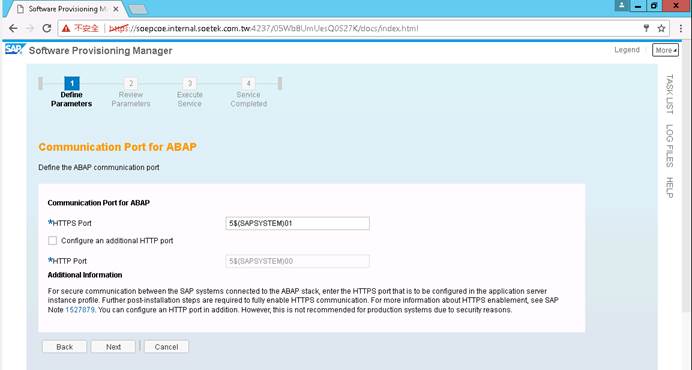 Software Provisioning M
不安全
https://soepcoe.internal.soetek.com.tw:4237/05WbBUmUesQ0S27K/docs/index.html
SAP
Software Provisioning Manager
Legend
More
1
2
3
4
Define Parameters
Review Parameters
Execute Service
Service Completed
TASK LIST
LOG FILES
HELP
Communication Port for ABAP
Define the ABAP communication port
Communication Port for ABAP
*HTTPS Port
5$(SAPSYSTEM)01
Configure an additional HTTP port
*HTTP Port
5$(SAPSYSTEM)00
Additional Information
For secure communication between the SAP systems connected to the ABAP stack, enter the HTTPS port that is to be configured in the application server
instance profile. Further post-installation steps are required to fully enable HTTPS communication. For more information about HTTPS enablement, see SAP
Note 1527879. You can configure an HTTP port in addition. However, this is not recommended for production systems due to security reasons.
Back
Next
Cancel